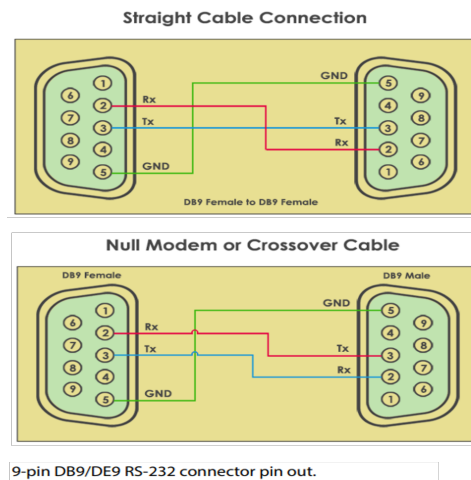 Straight Cable Connection
GND
1 5
6 9
2 Rx 4
7 8
3 Tx Tx 3
8 7
4 Rx 2
9 6
5 GND 1
DB9 Female to DB9 Female
Null Modem or Crossover Cable
DB9 Female DB9 Male
1 GND 5
6 9
2 Rx 4
7 8
3 Tx Tx 3
8 7
4 Rx 2
9 6
5 GND 1
9-pin DB9/DE9 RS-232 connector pin out.